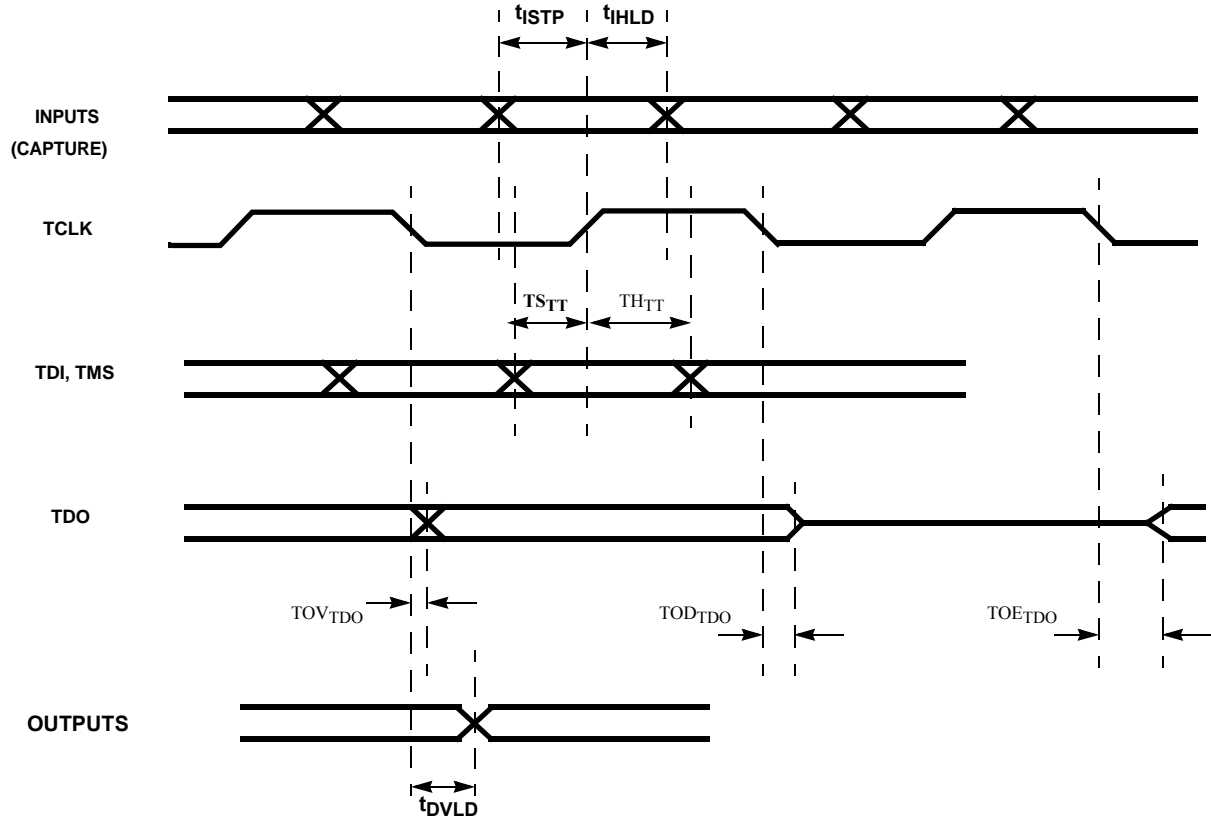 tISTP tIHLD
INPUTS
(CAPTURE)
TCLK
TSTT THTT
TDI, TMS
TDO
TOVTDO TODTDO TOETDO
OUTPUTS
tDVLD